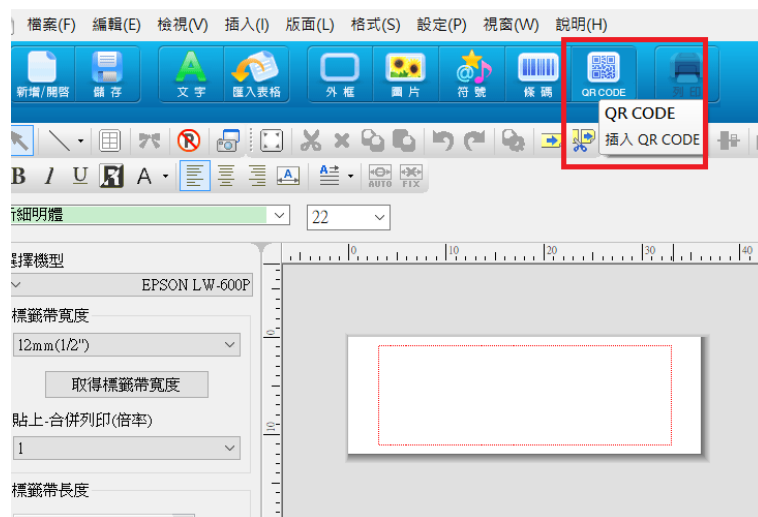 檔案(F) 編輯(E) 檢視(V) 插入(I) 版面(L) 格式(S) 設定(P) 視窗(W) 說明(H)
新增/開啓 儲存 文字 匯入表格 外框 圖片 符號 條碼 QR CODE 列印
QR CODE
插入 QR CODE
B I U A A AUTO FIX
新細明體 22
0 10 20 30 40
選擇機型
EPSON LW-600P
標籤帶寬度
12mm(1/2")
取得標籤帶寬度
貼上-合併列印(倍率)
1
標籤帶長度